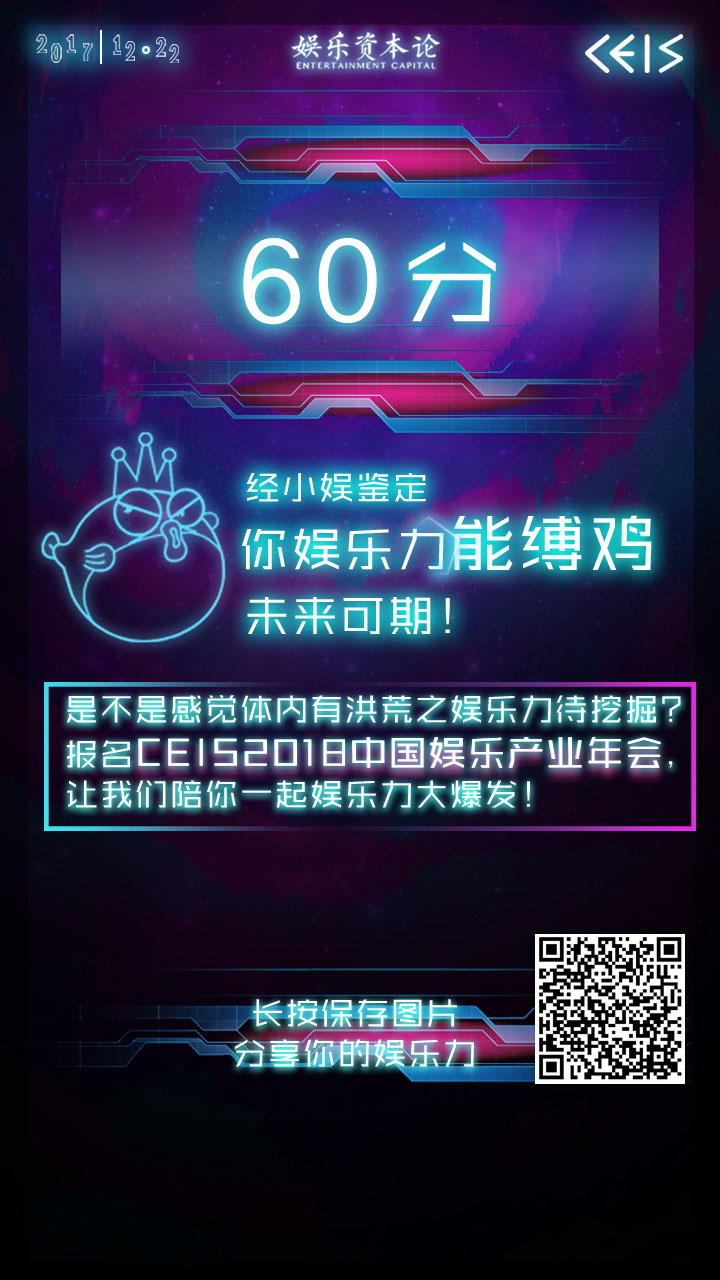 2017|12·22
娱乐资本论
ENTERTAINMENT CAPITAL
CEIS
60分
经小娱鉴定
你娱乐力能缚鸡
未来可期!
是不是感觉体内有洪荒之娱乐力待挖掘?
报名CEIS2018中国娱乐产业年会,
让我们陪你一起娱乐力大爆发!
长按保存图片
分享你的娱乐力